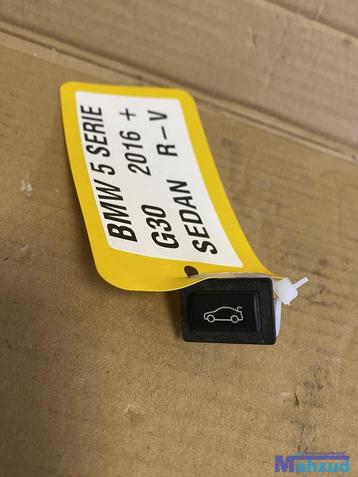 BMW 5 SERIE
G30 2016 +
SEDAN R-V
Mahzud